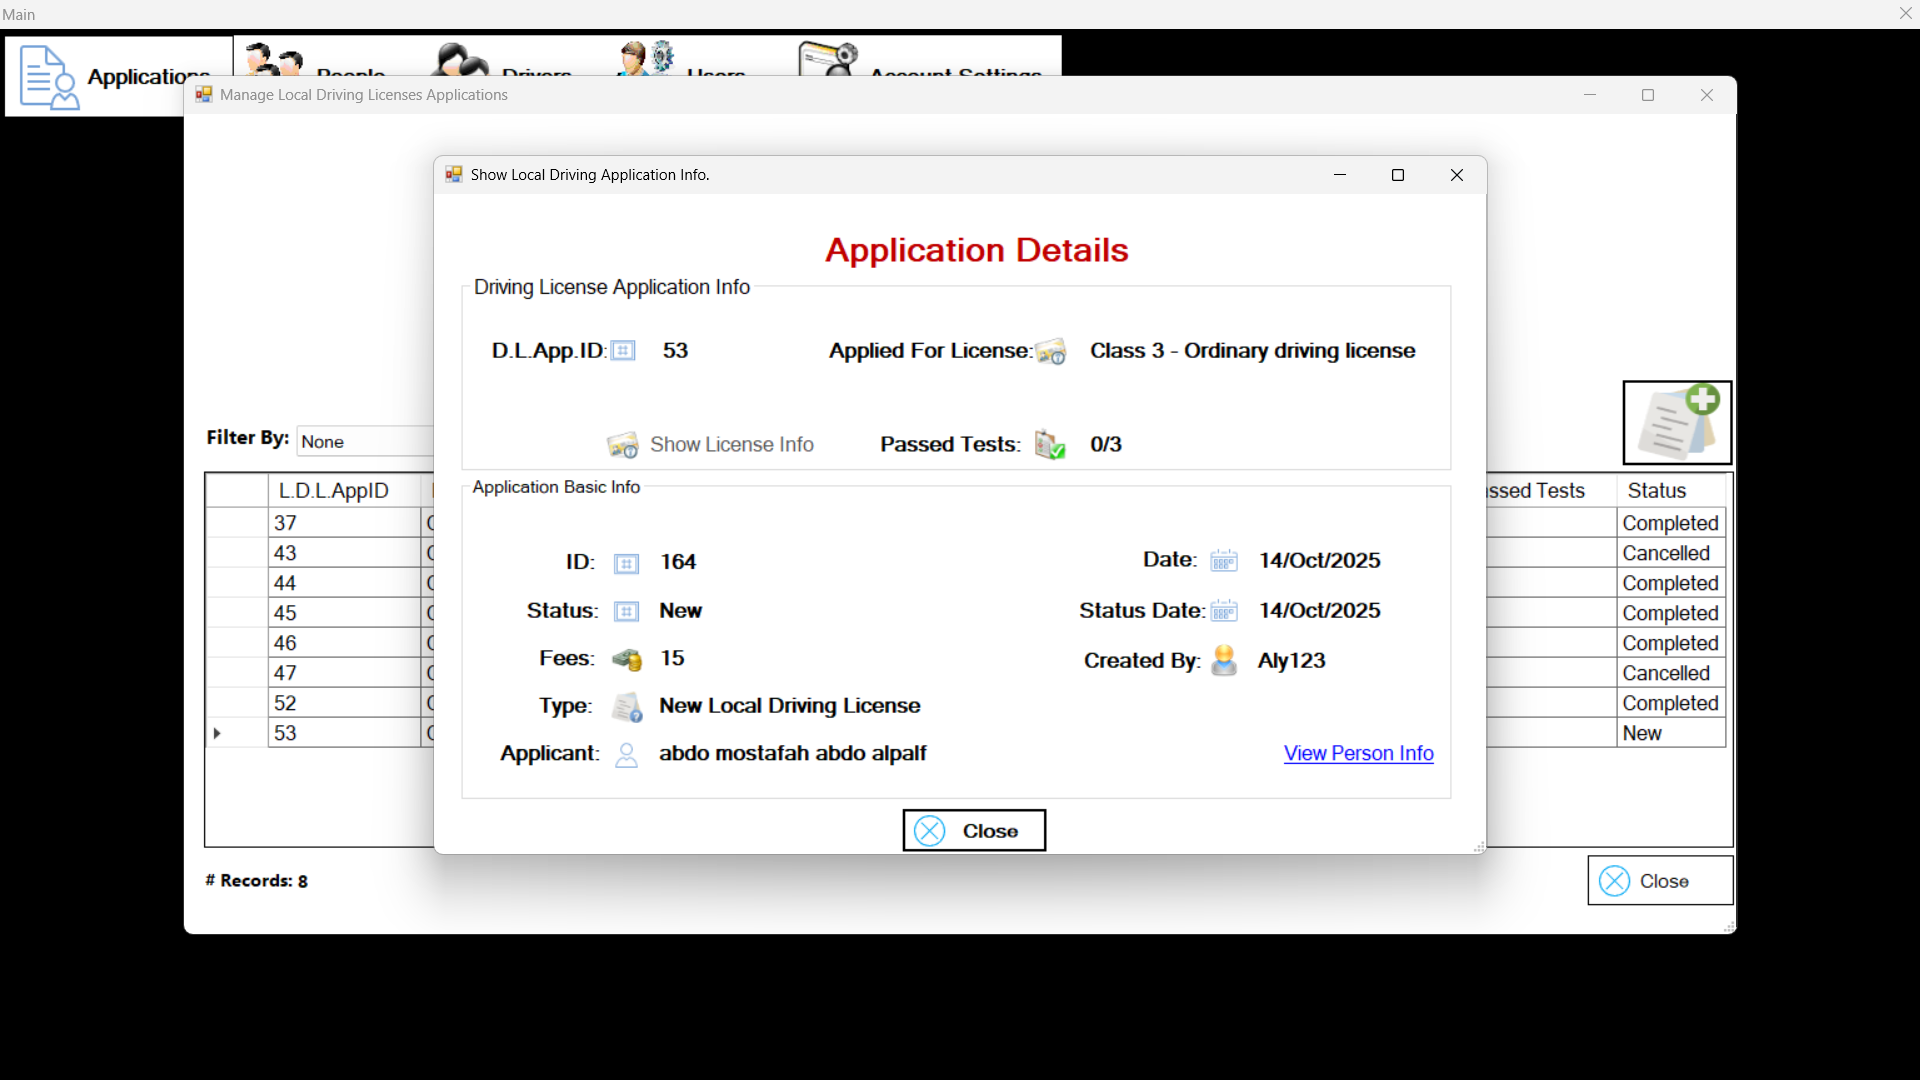 Main
Applications People Drivers Users Account Settings
Manage Local Driving Licenses Applications
Show Local Driving Application Info.
Application Details
Driving License Application Info
D.L.App.ID: 53 Applied For License: Class 3 - Ordinary driving license
Show License Info Passed Tests: 0/3
Filter By: None
L.D.L.AppID Status
Tests
37 Completed
43 Cancelled
44 Completed
45 Completed
46 Completed
47 Cancelled
52 Completed
53 New
Application Basic Info
ID: 164 Date: 14/Oct/2025
Status: New Status Date: 14/Oct/2025
Fees: 15 Created By: Aly123
Type: New Local Driving License
Applicant: abdo mostafah abdo alpalf View Person Info
Close
# Records: 8
Close